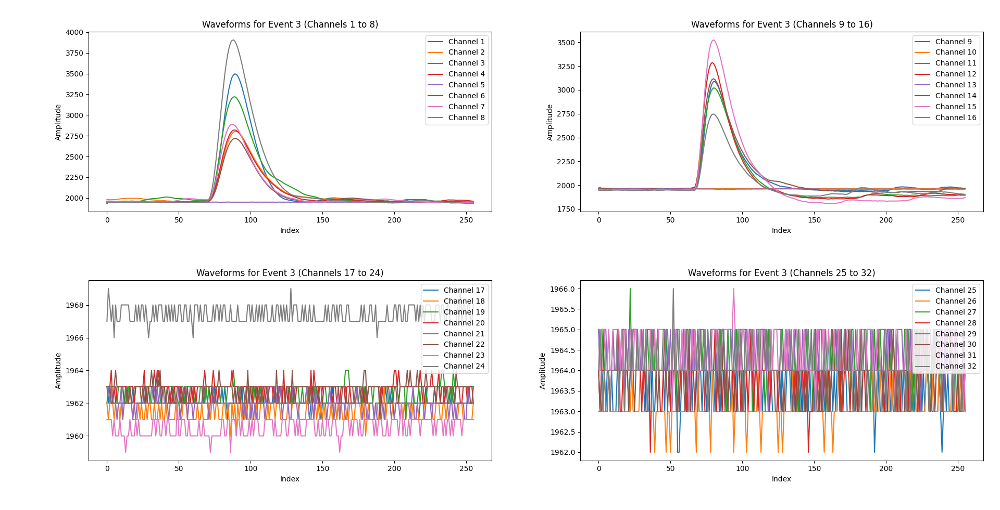 Waveforms for Event 3 (Channels 1 to 8)
4000
3750
3500
3250
3000
2750
2500
2250
2000
Amplitude
0 50 100 150 200 250
Index
Channel 1
Channel 2
Channel 3
Channel 4
Channel 5
Channel 6
Channel 7
Channel 8
Waveforms for Event 3 (Channels 9 to 16)
3500
3250
3000
2750
2500
2250
2000
1750
Amplitude
0 50 100 150 200 250
Index
Channel 9
Channel 10
Channel 11
Channel 12
Channel 13
Channel 14
Channel 15
Channel 16
Waveforms for Event 3 (Channels 17 to 24)
1968
1966
1964
1962
1960
Amplitude
0 50 100 150 200 250
Index
Channel 17
Channel 18
Channel 19
Channel 20
Channel 21
Channel 22
Channel 23
Channel 24
Waveforms for Event 3 (Channels 25 to 32)
1966.0
1965.5
1965.0
1964.5
1964.0
1963.5
1963.0
1962.5
1962.0
Amplitude
0 50 100 150 200 250
Index
Channel 25
Channel 26
Channel 27
Channel 28
Channel 29
Channel 30
Channel 31
Channel 32